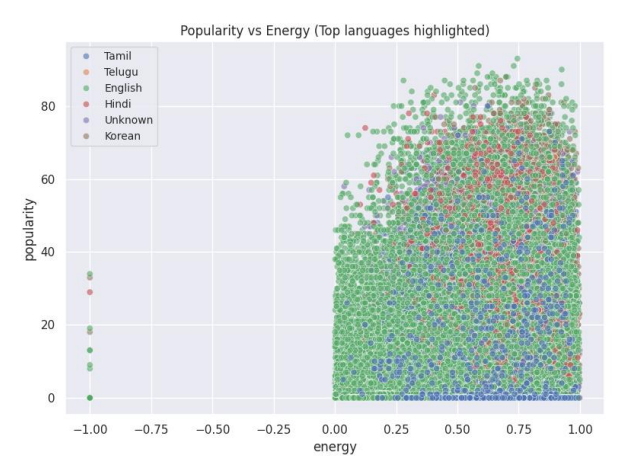 Popularity vs Energy (Top languages highlighted)
Tamil
Telugu
English
Hindi
Unknown
Korean
popularity
80
60
40
20
0
−1.00 −0.75 −0.50 −0.25 0.00 0.25 0.50 0.75 1.00
energy